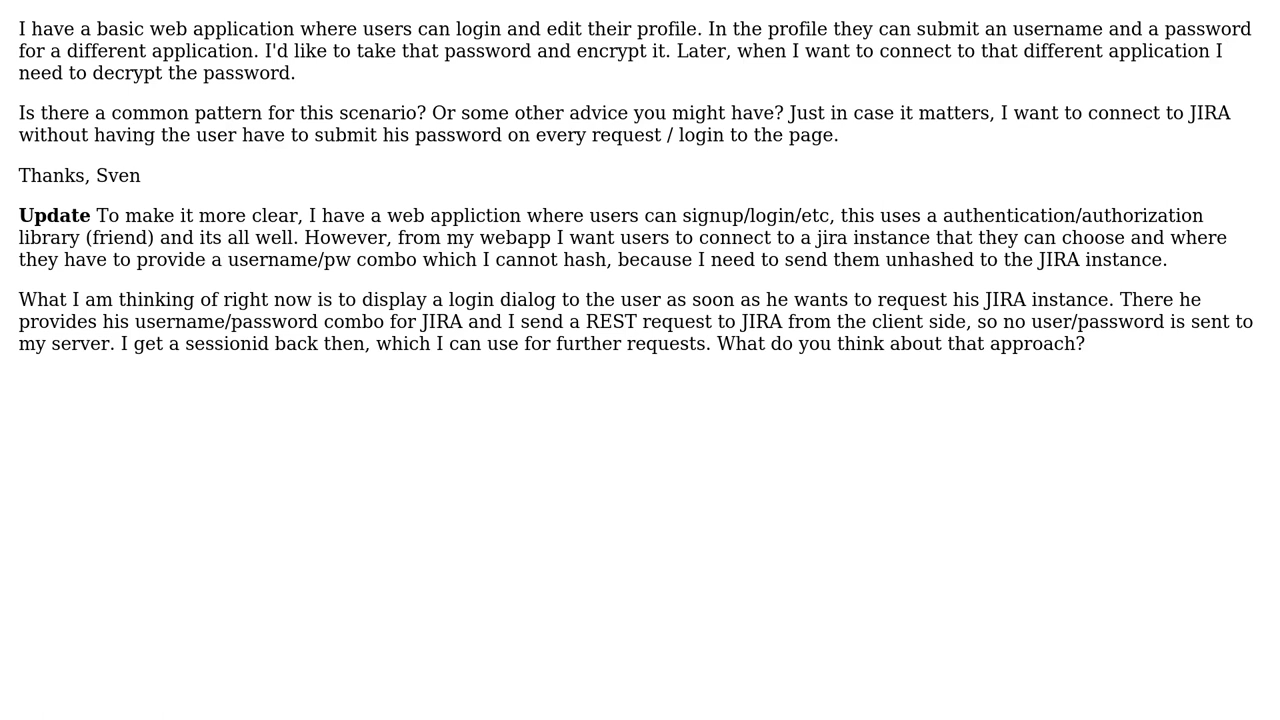 I have a basic web application where users can login and edit their profile. In the profile they can submit an username and a password
for a different application. I'd like to take that password and encrypt it. Later, when I want to connect to that different application I
need to decrypt the password.
Is there a common pattern for this scenario? Or some other advice you might have? Just in case it matters, I want to connect to JIRA
without having the user have to submit his password on every request / login to the page.
Thanks, Sven
Update To make it more clear, I have a web appliction where users can signup/login/etc, this uses a authentication/authorization
library (friend) and its all well. However, from my webapp I want users to connect to a jira instance that they can choose and where
they have to provide a username/pw combo which I cannot hash, because I need to send them unhashed to the JIRA instance.
What I am thinking of right now is to display a login dialog to the user as soon as he wants to request his JIRA instance. There he
provides his username/password combo for JIRA and I send a REST request to JIRA from the client side, so no user/password is sent to
my server. I get a sessionid back then, which I can use for further requests. What do you think about that approach?